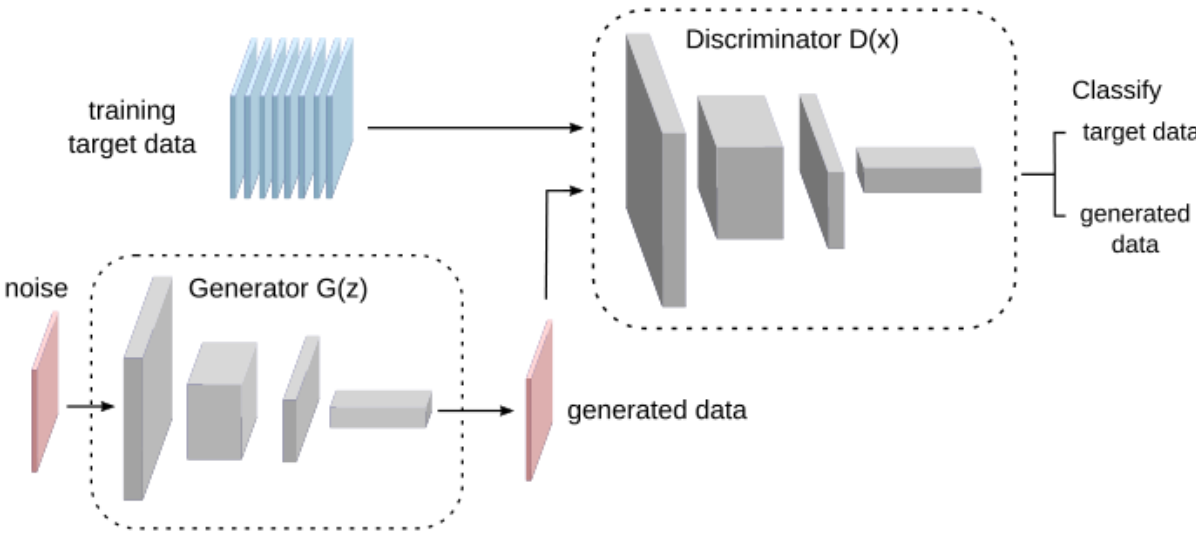 Discriminator D(x)
training
target data
Classify
target data
generated
data
noise
Generator G(z)
generated data